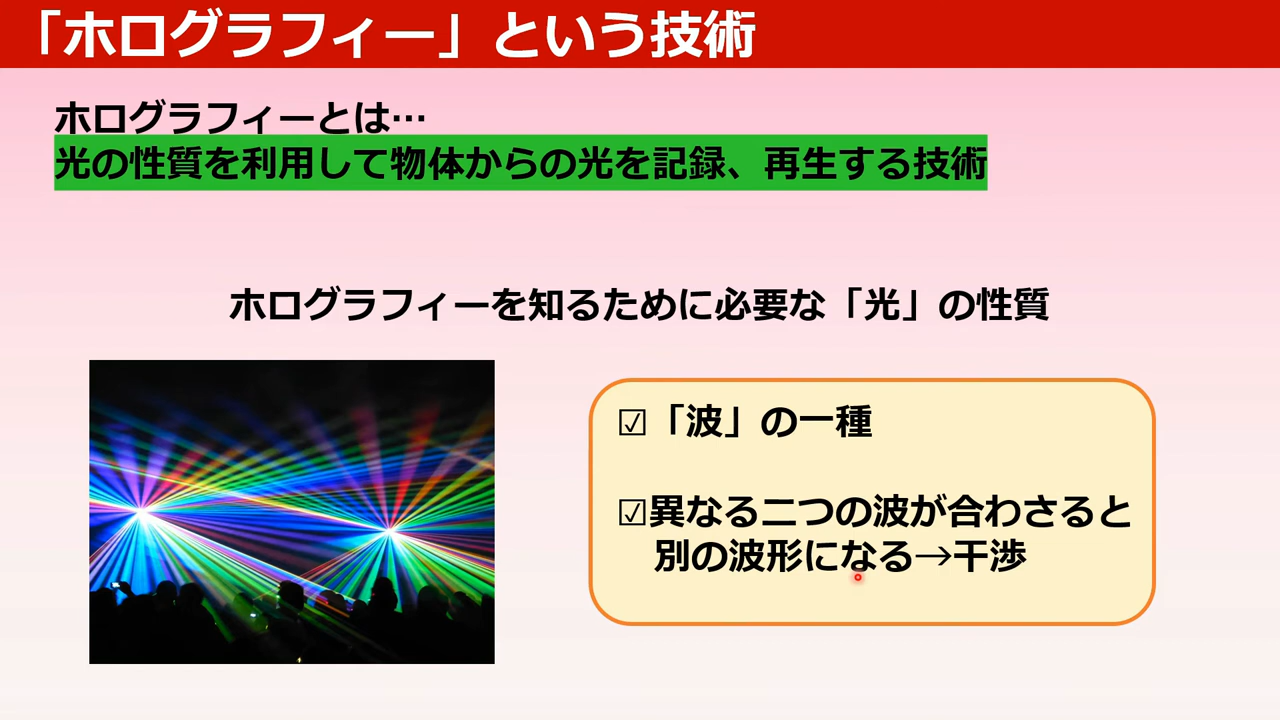 「ホログラフィー」という技術
ホログラフィーとは…
光の性質を利用して物体からの光を記録、再生する技術
ホログラフィーを知るために必要な「光」の性質
☑「波」の一種
☑異なる二つの波が合わさると
別の波形になる→干渉